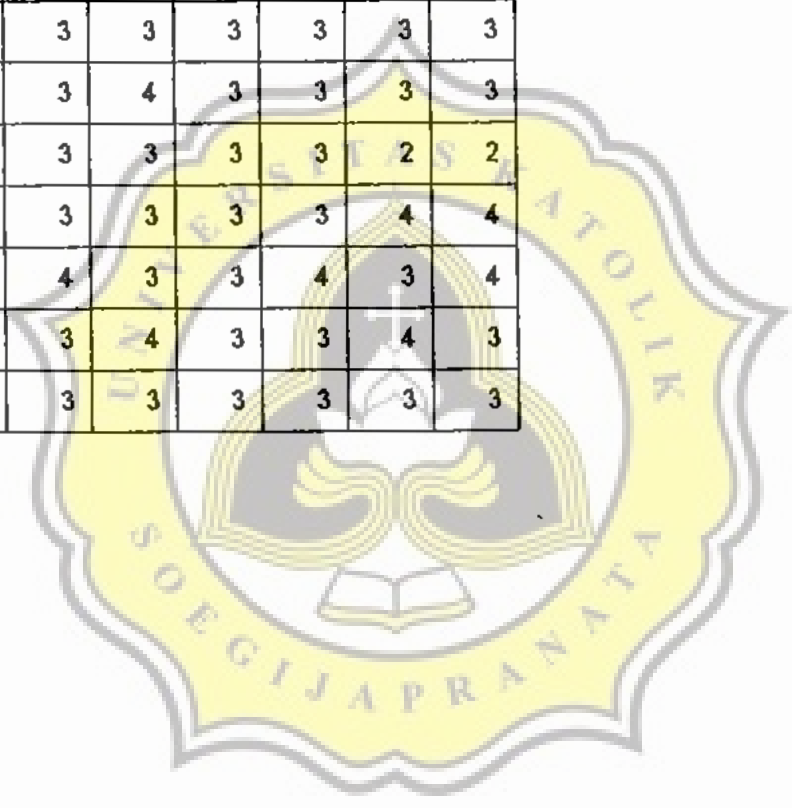 3 3 3 3 3 3
3 4 3 3 3 3
3 3 3 3 2 2
3 3 3 3 4 4
4 3 3 4 3 4
3 4 3 3 4 3
3 3 3 3 3 3
UNIVERSITAS KATOLIK
SOEGIJAPRANATA